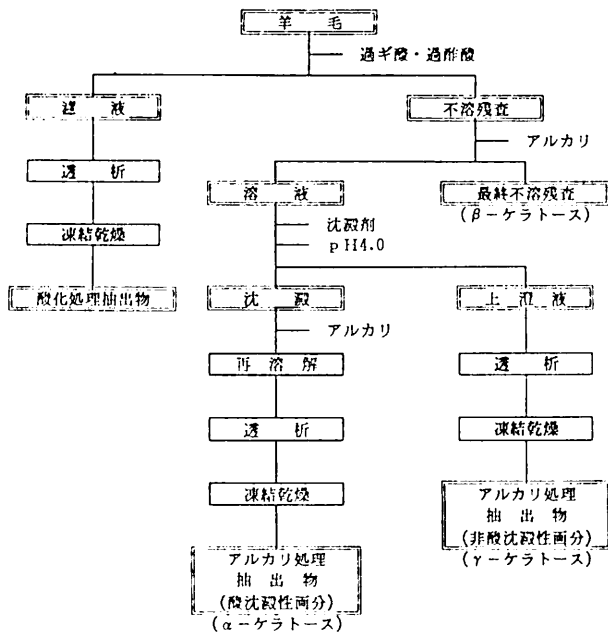 羊毛
過ギ酸・過酢酸
濾液
不溶残査
アルカリ
透析
溶液
最終不溶残査
(β-ケラトース)
沈澱剤
pH4.0
凍結乾燥
酸化処理抽出物
沈澱
上澄液
アルカリ
再溶解
透析
透析
凍結乾燥
凍結乾燥
アルカリ処理
抽出物
(非酸沈澱性画分)
(γ-ケラトース)
アルカリ処理
抽出物
(酸沈澱性画分)
(α-ケラトース)